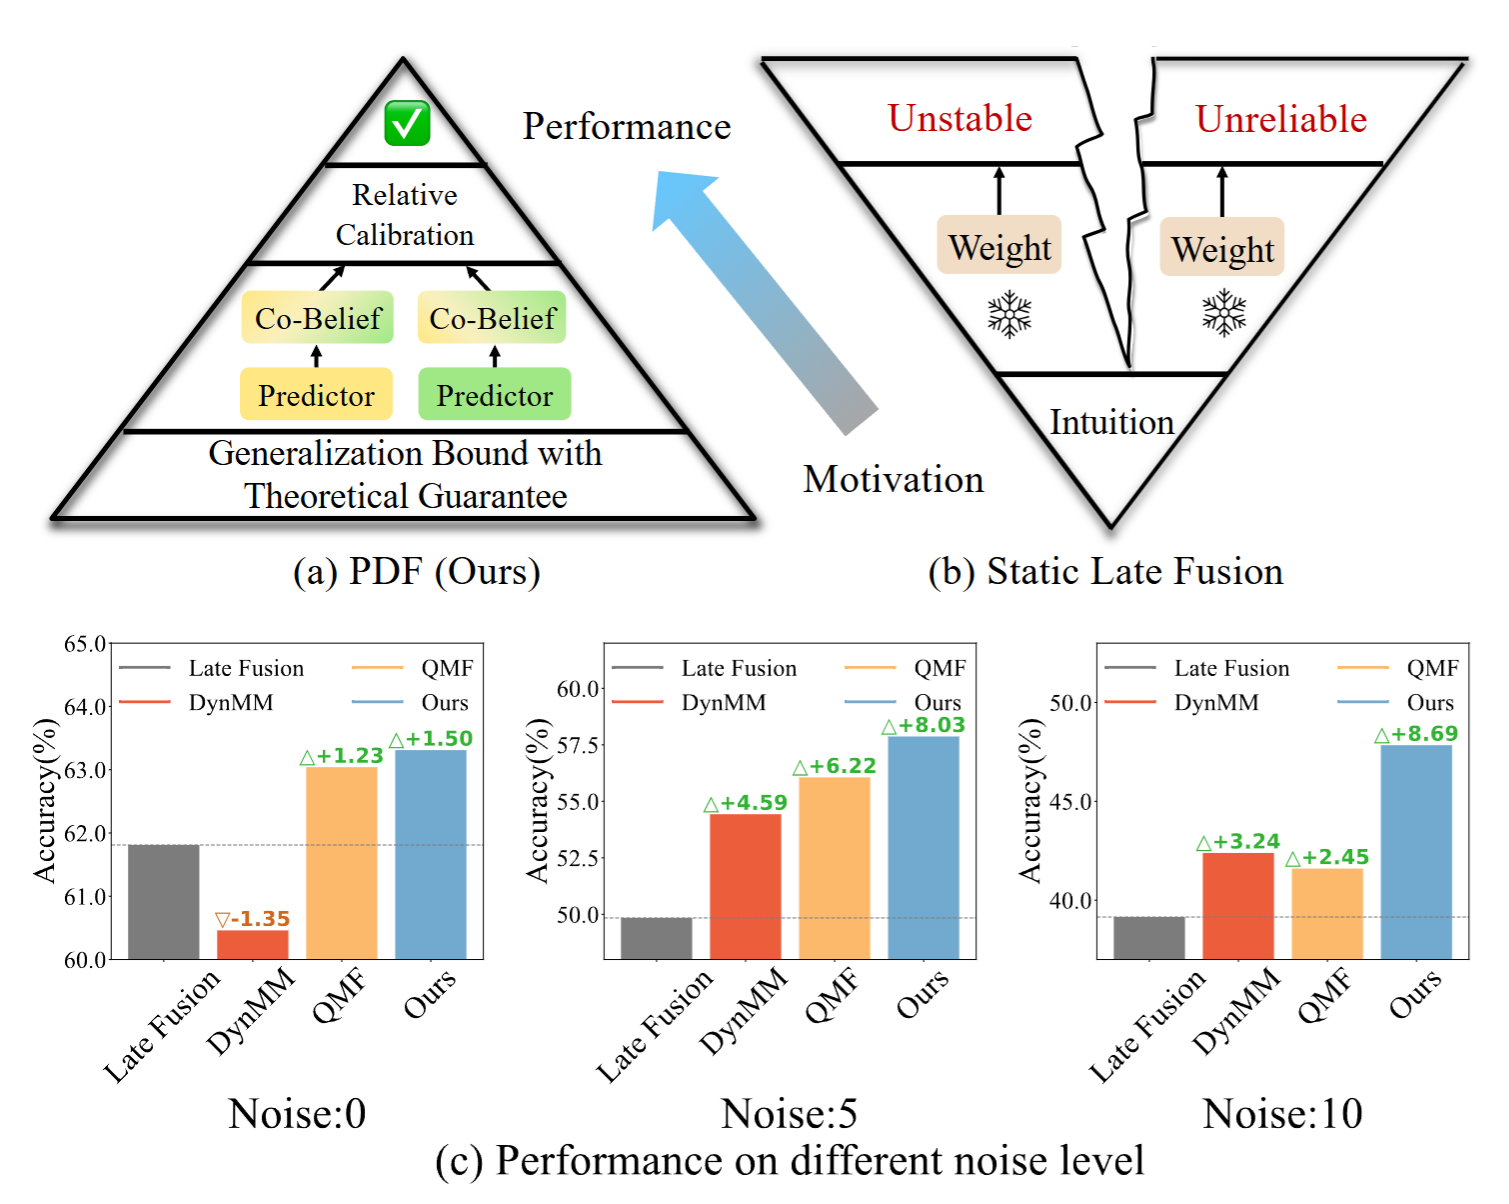 Relative
Calibration
Co-Belief Co-Belief
Predictor Predictor
Generalization Bound with
Theoretical Guarantee
(a) PDF (Ours)
Performance
Motivation
Unstable Unreliable
Weight Weight
Intuition
(b) Static Late Fusion
Accuracy(%)
65.0
64.0
63.0
62.0
61.0
60.0
Late Fusion QMF
DynMM Ours
△+1.23 △+1.50
▽-1.35
Late Fusion DynMM QMF Ours
Noise:0
Accuracy(%)
60.0
57.5
55.0
52.5
50.0
Late Fusion QMF
DynMM Ours
△+8.03
△+6.22
△+4.59
Late Fusion DynMM QMF Ours
Noise:5
Accuracy(%)
50.0
45.0
40.0
Late Fusion QMF
DynMM Ours
△+8.69
△+3.24 △+2.45
Late Fusion DynMM QMF Ours
Noise:10
(c) Performance on different noise level